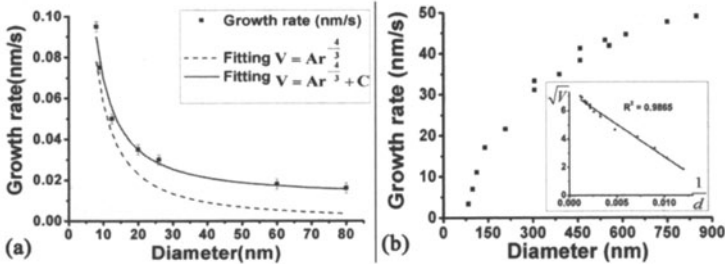 Growth rate(nm/s)
0.10
0.08
0.06
0.04
0.02
0.00
Growth rate (nm/s)
Fitting V = Ar^-4/3
Fitting V = Ar^-4/3 + C
0 10 20 30 40 50 60 70 80
Diameter(nm)
(a)
Growth rate (nm/s)
50
40
30
20
10
0
√V
6
4
2
R² = 0.9865
0.000 0.005 0.010
1/d
0 150 300 450 600 750 900
Diameter (nm)
(b)